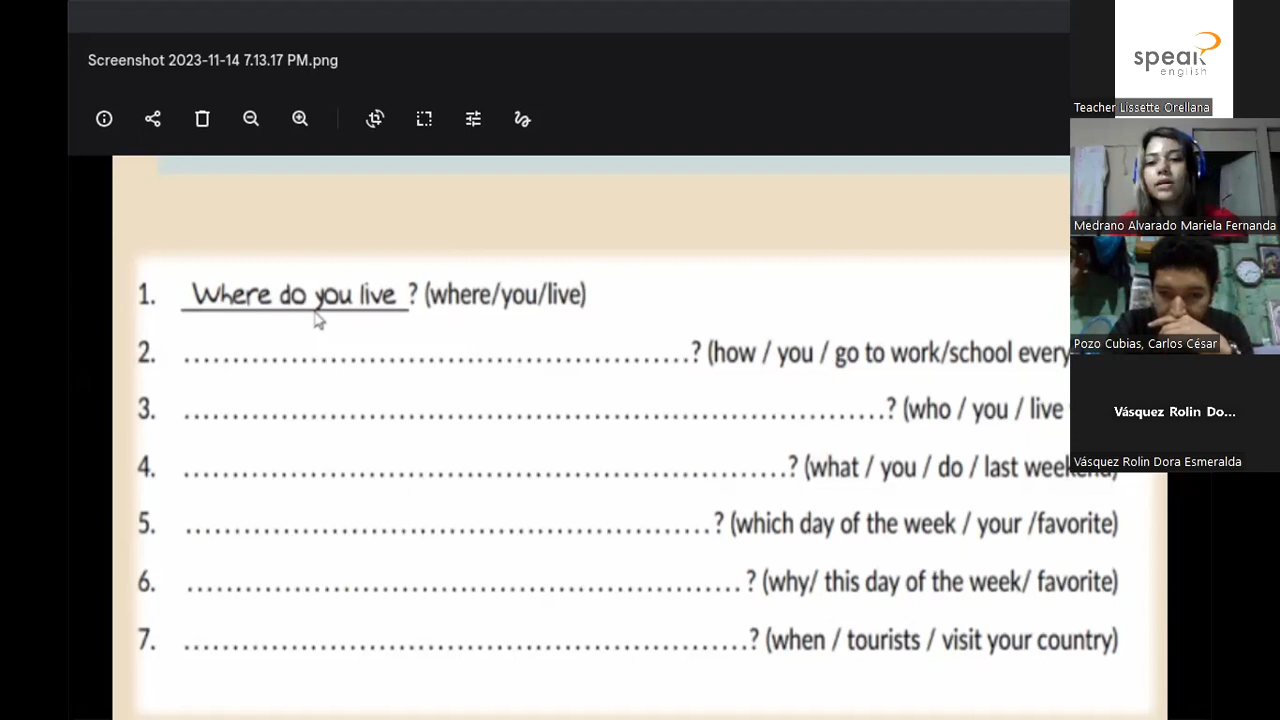 Screenshot 2023-11-14 7.13.17 PM.png
speak
english
Teacher Lissette Orellana
Medrano Alvarado Mariela Fernanda
Pozo Cubias, Carlos César
Vásquez Rolin Do...
Vásquez Rolin Dora Esmeralda
1. Where do you live ? (where/you/live)
2. ? (how / you / go to work/school every
3. ? (who / you / live
4. ? (what / you / do / last weekend)
5. ? (which day of the week / your /favorite)
6. ? (why/ this day of the week/ favorite)
7. ? (when / tourists / visit your country)